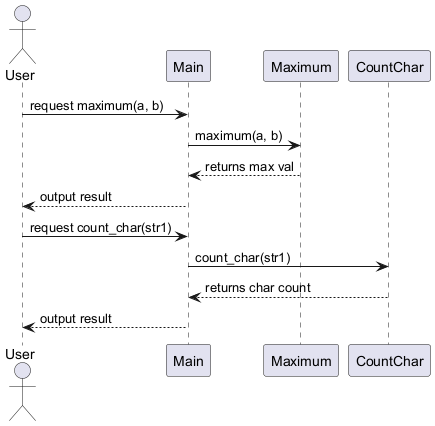 User
Main Maximum CountChar
request maximum(a, b)
maximum(a, b)
returns max val
output result
request count_char(str1)
count_char(str1)
returns char count
output result
User
Main Maximum CountChar